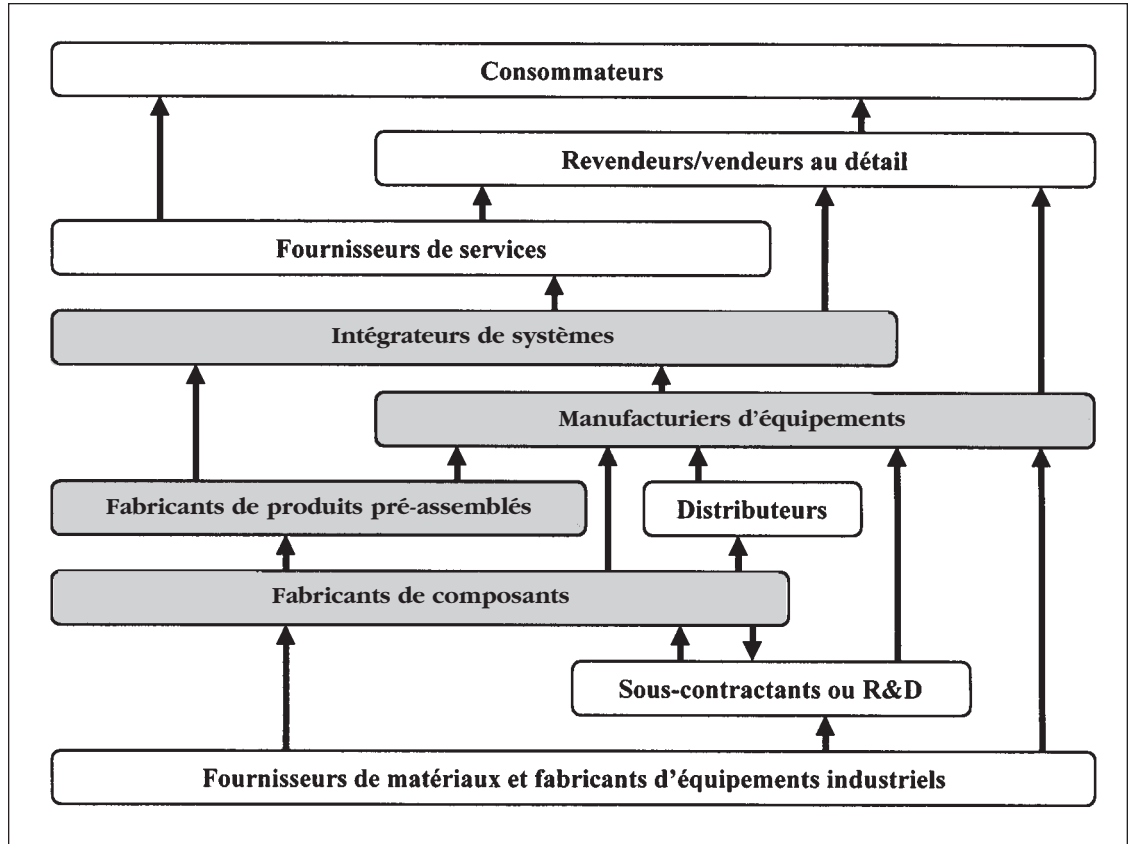 Consommateurs
Revendeurs/vendeurs au détail
Fournisseurs de services
Intégrateurs de systèmes
Manufacturiers d'équipements
Fabricants de produits pré-assemblés
Distributeurs
Fabricants de composants
Sous-contractants ou R&D
Fournisseurs de matériaux et fabricants d'équipements industriels